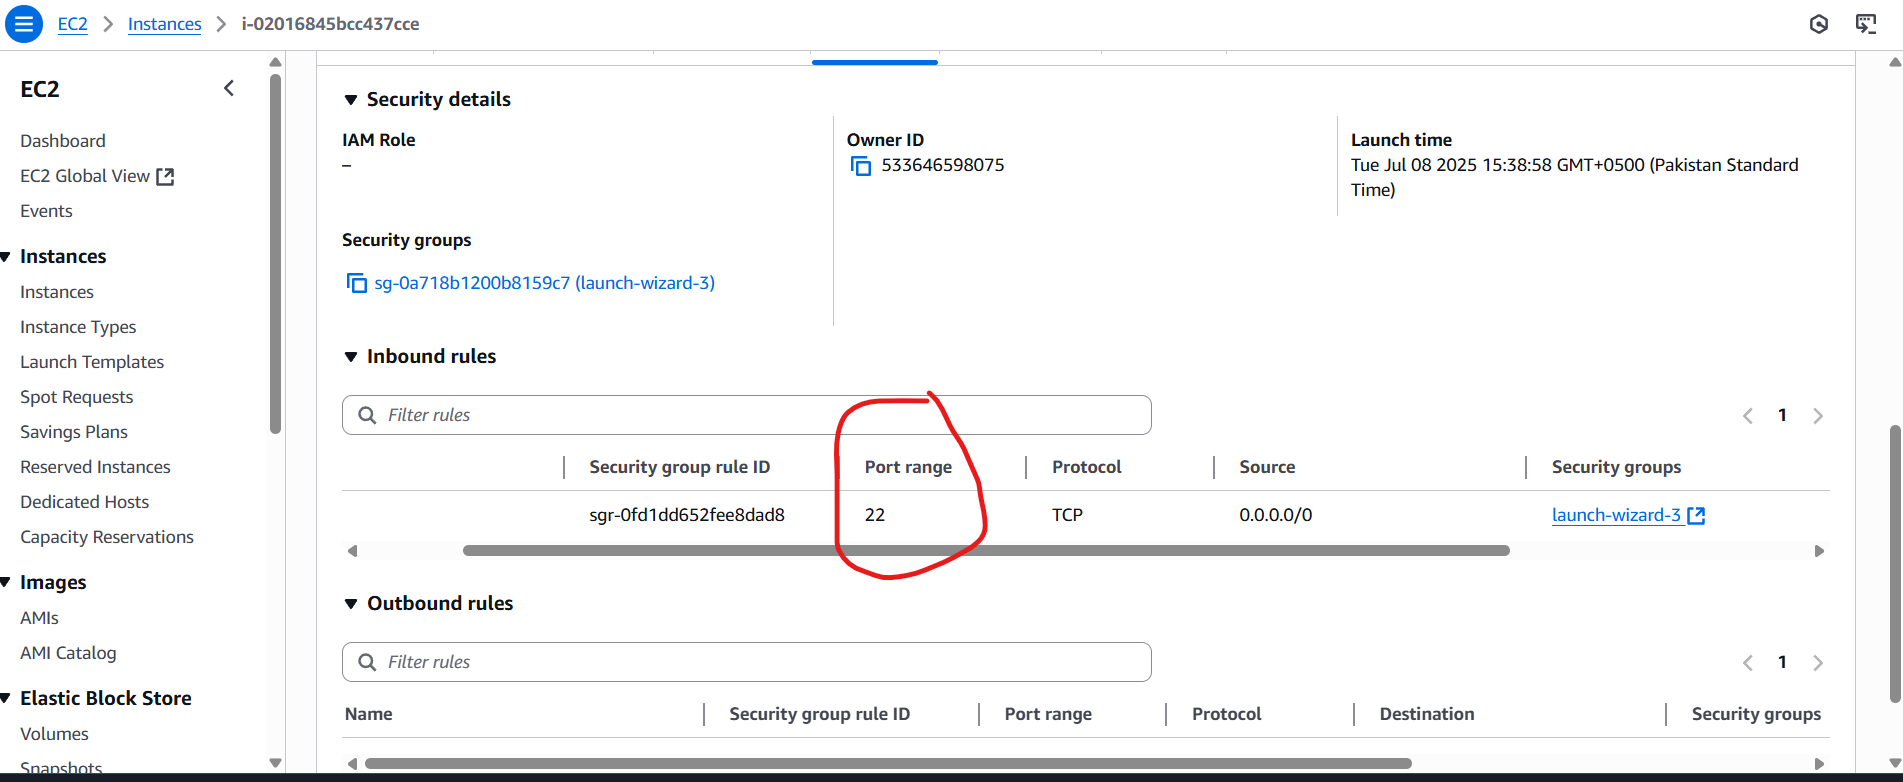 EC2 > Instances > i-02016845bcc437cce
EC2
Dashboard
EC2 Global View
Events
Instances
Instances
Instance Types
Launch Templates
Spot Requests
Savings Plans
Reserved Instances
Dedicated Hosts
Capacity Reservations
Images
AMIs
AMI Catalog
Elastic Block Store
Volumes
Snapshots
Security details
IAM Role
–
Owner ID
533646598075
Launch time
Tue Jul 08 2025 15:38:58 GMT+0500 (Pakistan Standard
Time)
Security groups
sg-0a718b1200b8159c7 (launch-wizard-3)
Inbound rules
Filter rules
1
Security group rule ID Port range Protocol Source Security groups
sgr-0fd1dd652fee8dad8 22 TCP 0.0.0.0/0 launch-wizard-3
Outbound rules
Filter rules
1
Name Security group rule ID Port range Protocol Destination Security groups